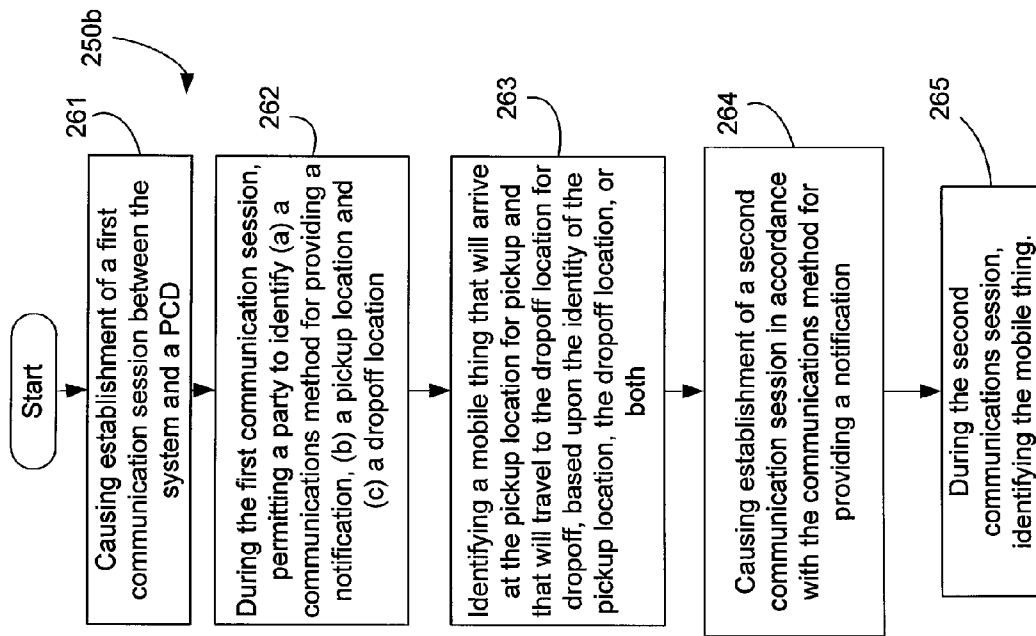 250b
Start
261
Causing establishment of a first
communication session between the
system and a PCD
262
During the first communication session,
permitting a party to identify (a) a
communications method for providing a
notification, (b) a pickup location and
(c) a dropoff location
263
Identifying a mobile thing that will arrive
at the pickup location for pickup and
that will travel to the dropoff location for
dropoff, based upon the identity of the
pickup location, the dropoff location, or
both
264
Causing establishment of a second
communication session in accordance
with the communications method for
providing a notification
265
During the second
communications session,
identifying the mobile thing.